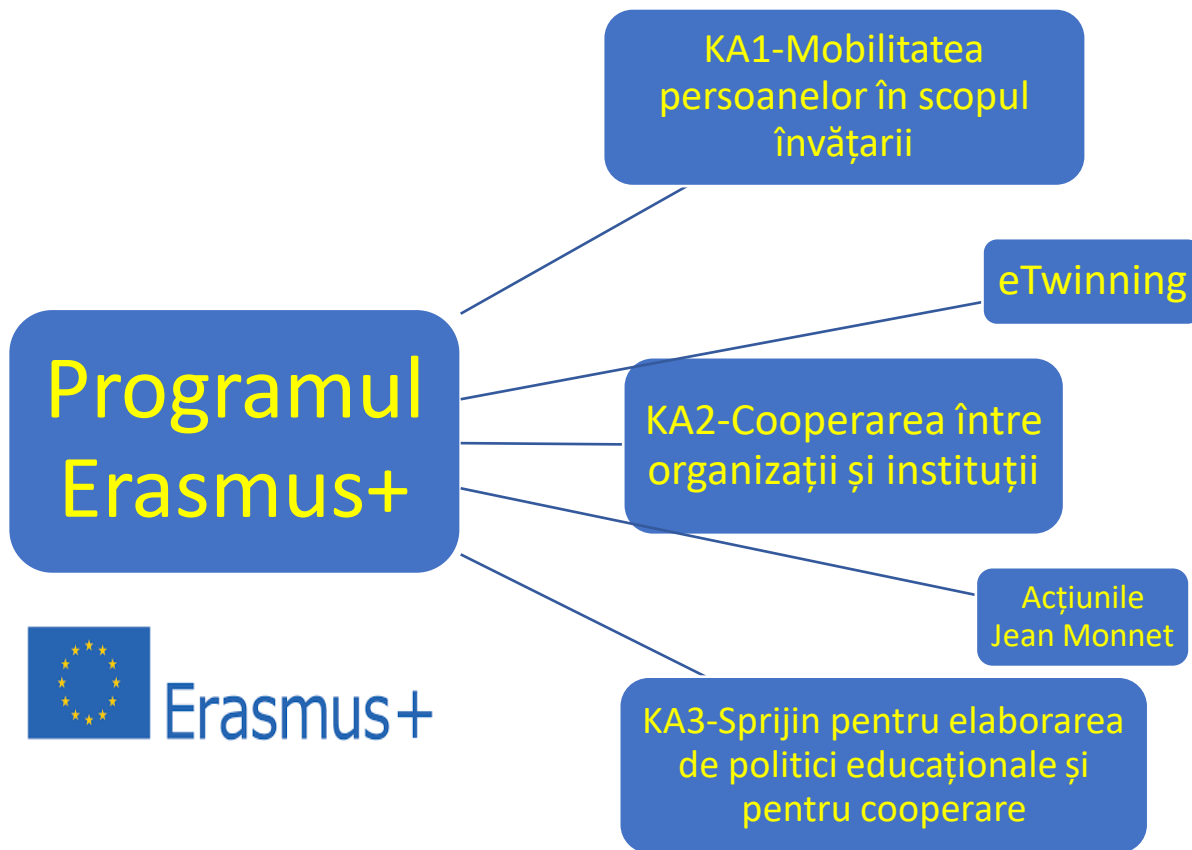 KA1-Mobilitatea
persoanelor în scopul
învățarii
eTwinning
Programul
Erasmus+
KA2-Cooperarea între
organizații și instituții
Acțiunile
Jean Monnet
Erasmus+
KA3-Sprijin pentru elaborarea
de politici educaționale și
pentru cooperare